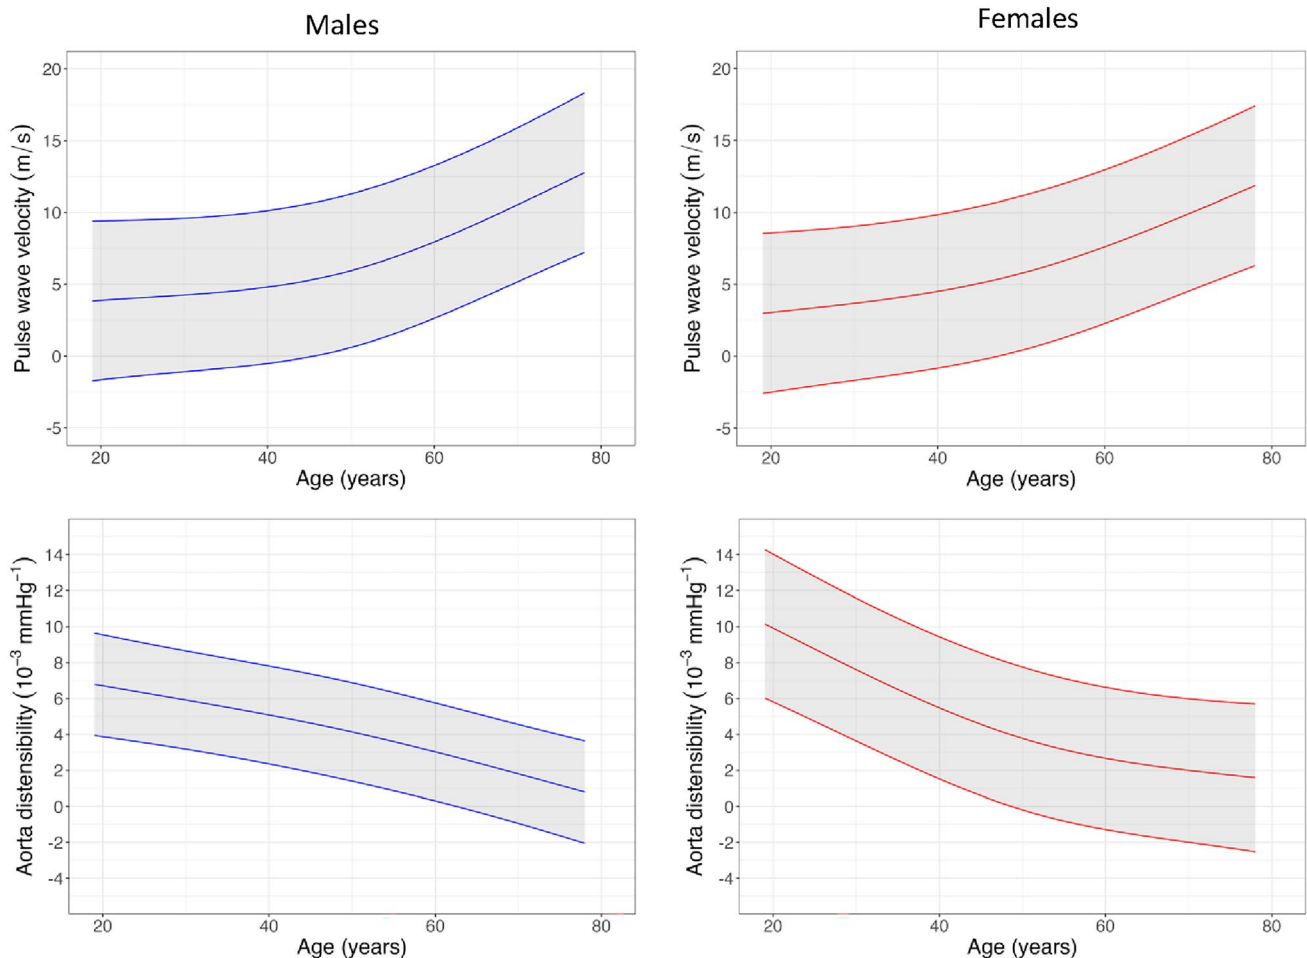 Males
Females
Pulse wave velocity (m/s)
20
15
10
5
0
-5
20 40 60 80
Age (years)
Pulse wave velocity (m/s)
20
15
10
5
0
-5
20 40 60 80
Age (years)
Aorta distensibility (10⁻³ mmHg⁻¹)
14
12
10
8
6
4
2
0
-2
-4
20 40 60 80
Age (years)
Aorta distensibility (10⁻³ mmHg⁻¹)
14
12
10
8
6
4
2
0
-2
-4
20 40 60 80
Age (years)